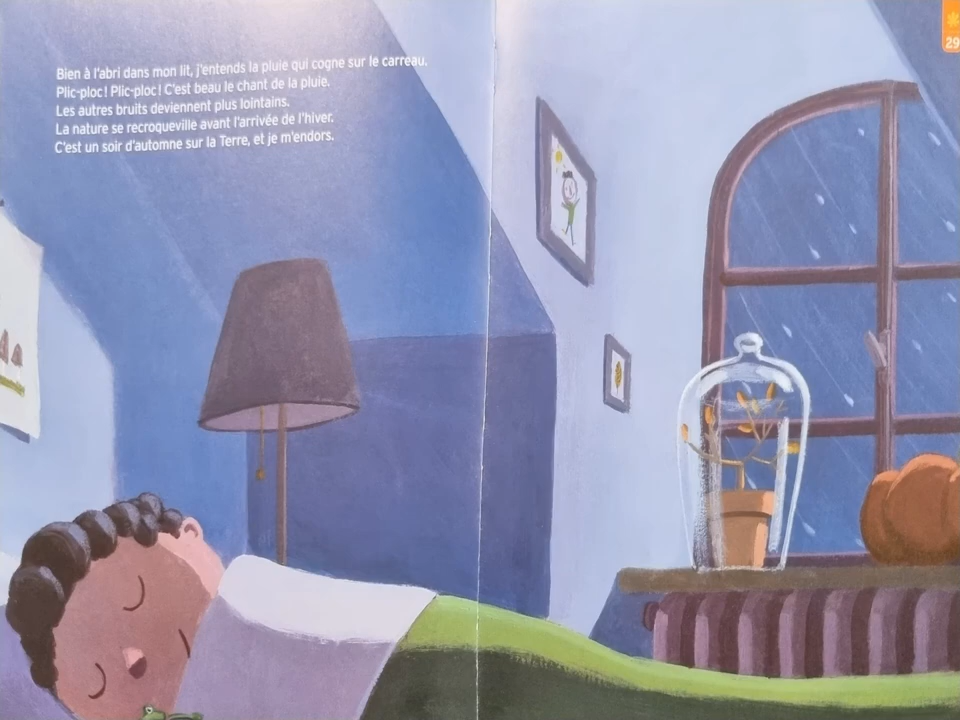 Bien à l'abri dans mon lit, j'entends la pluie qui cogne sur le carreau.
Plic-ploc ! Plic-ploc ! C'est beau le chant de la pluie.
Les autres bruits deviennent plus lointains.
La nature se recroqueville avant l'arrivée de l'hiver.
C'est un soir d'automne sur la Terre, et je m'endors.
29